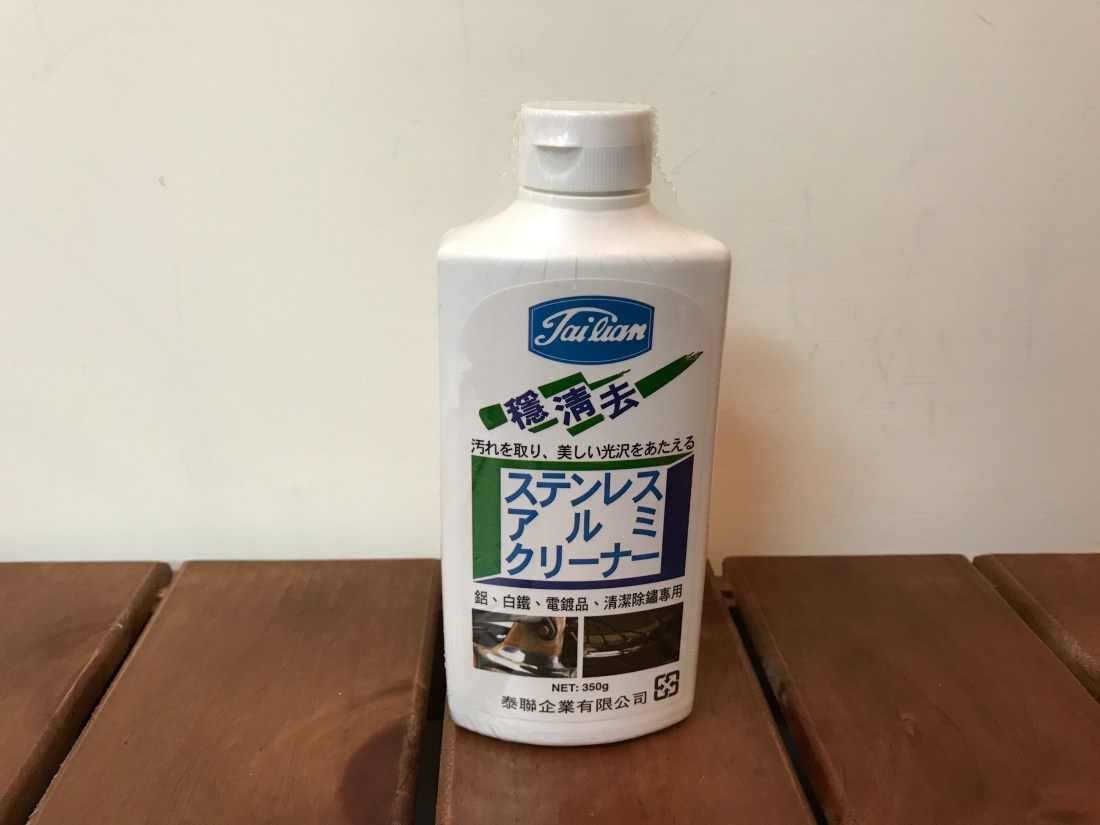 Tailian
穩清去
汚れを取り、美しい光沢をあたえる
ステンレス
アルミ
クリーナー
鋁、白鐵、電鍍品、清潔除鏽專用
NET: 350g
泰聯企業有限公司